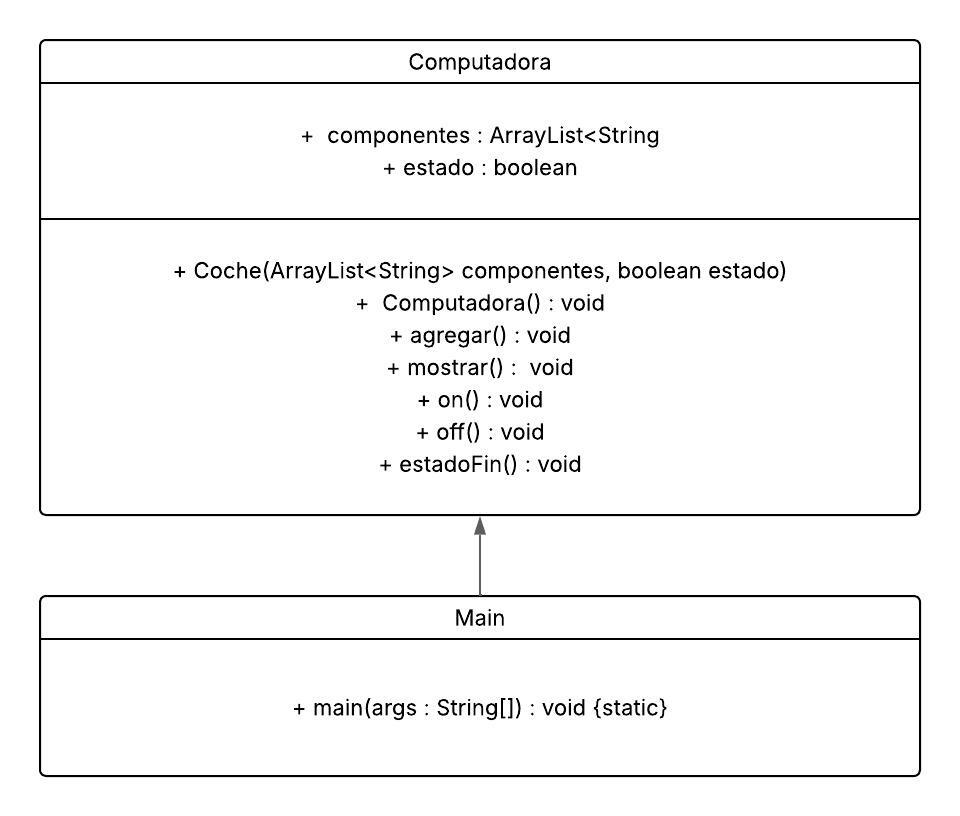 Computadora
+ componentes : ArrayList<String
+ estado : boolean
+ Coche(ArrayList<String> componentes, boolean estado)
+ Computadora() : void
+ agregar() : void
+ mostrar() : void
+ on() : void
+ off() : void
+ estadoFin() : void
Main
+ main(args : String[]) : void {static}